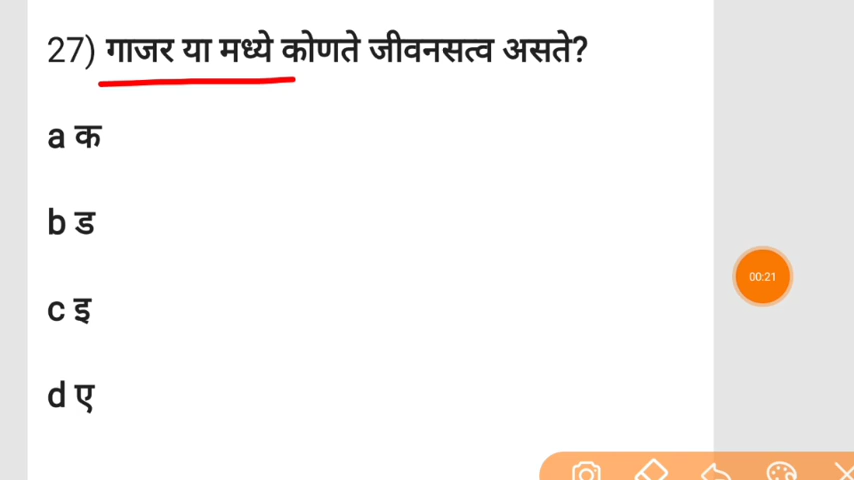 27) गाजर या मध्ये कोणते जीवनसत्व असते?
a क
b ड
00:21
c इ
d ए